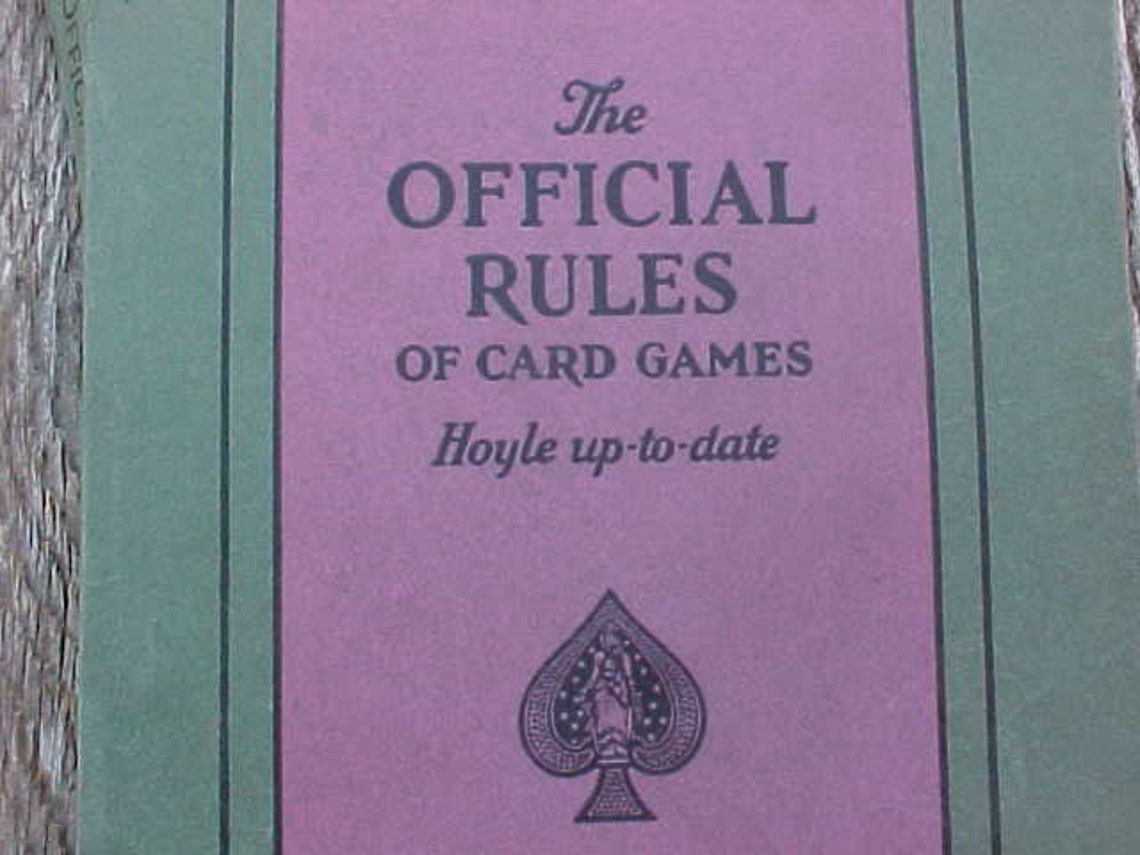 The
OFFICIAL
RULES
OF CARD GAMES
Hoyle up-to-date